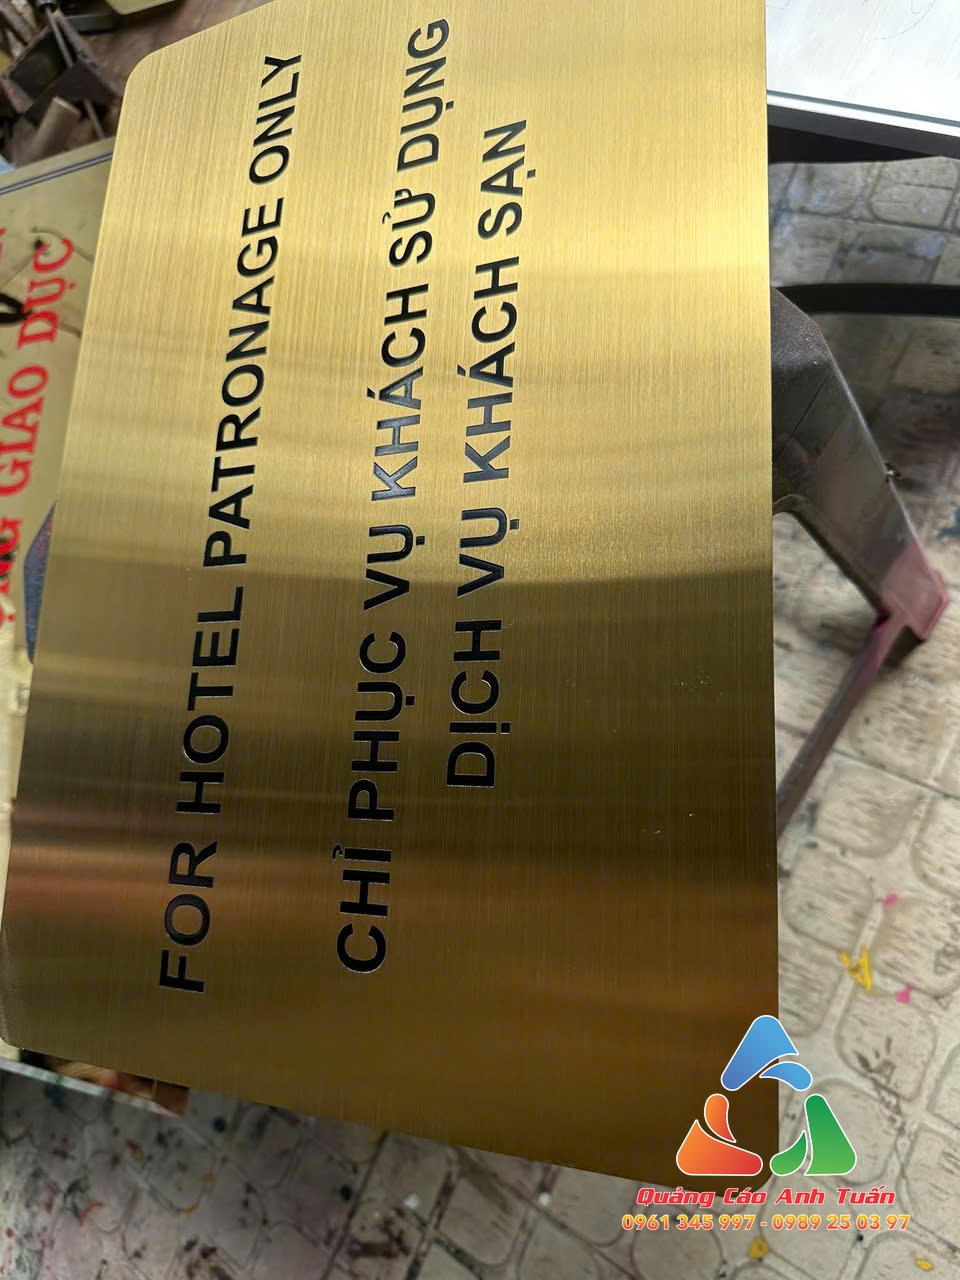 FOR HOTEL PATRONAGE ONLY
CHỈ PHỤC VỤ KHÁCH SỬ DỤNG
DỊCH VỤ KHÁCH SẠN
GIAO DỤC
Quảng Cáo Anh Tuấn
0961 345 997 - 0989 25 03 97